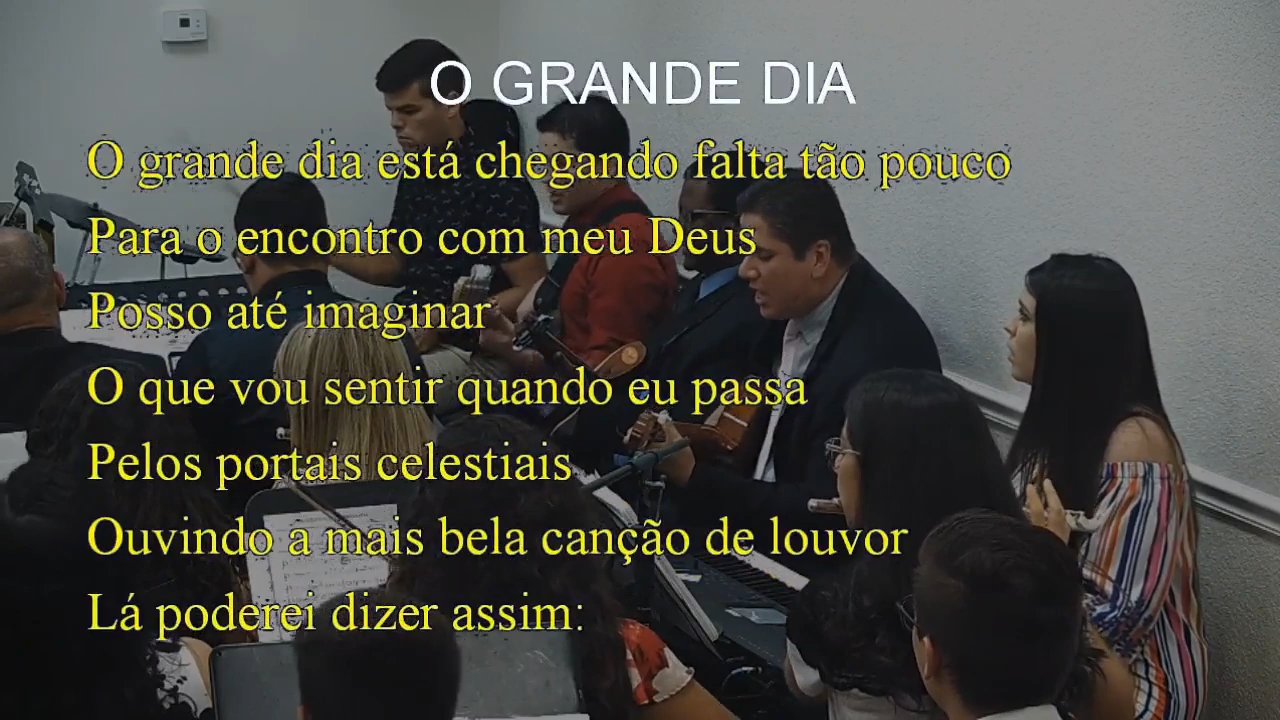 O GRANDE DIA
O grande dia está chegando falta tão pouco
Para o encontro com meu Deus
Posso até imaginar
O que vou sentir quando eu passa
Pelos portais celestiais
Ouvindo a mais bela canção de louvor
Lá poderei dizer assim: